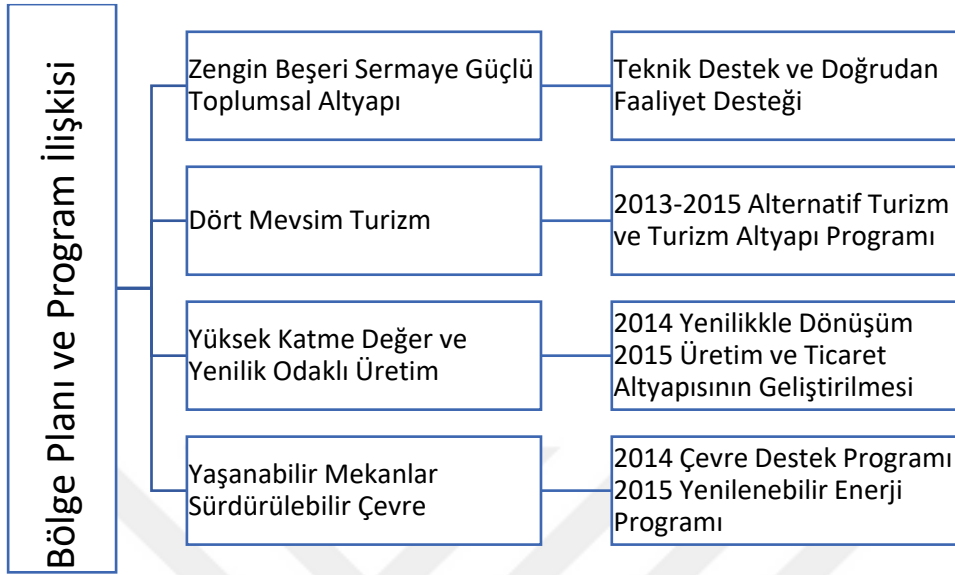 Bölge Planı ve Program İlişkisi
Zengin Beşeri Sermaye Güçlü
Toplumsal Altyapı
Teknik Destek ve Doğrudan
Faaliyet Desteği
Dört Mevsim Turizm
2013-2015 Alternatif Turizm
ve Turizm Altyapı Programı
Yüksek Katme Değer ve
Yenilik Odaklı Üretim
2014 Yenilikkle Dönüşüm
2015 Üretim ve Ticaret
Altyapısının Geliştirilmesi
Yaşanabilir Mekanlar
Sürdürülebilir Çevre
2014 Çevre Destek Programı
2015 Yenilenebilir Enerji
Programı